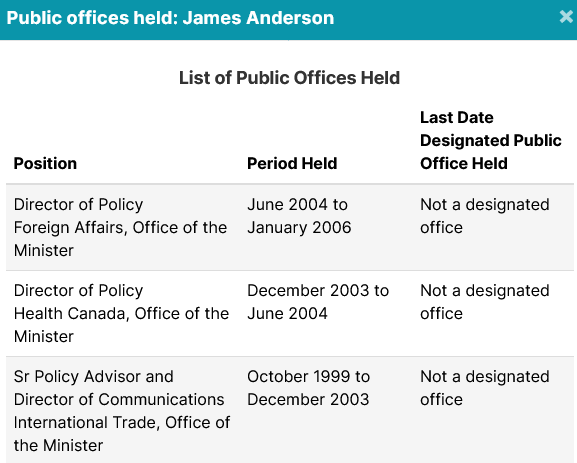 Public offices held: James Anderson
×
List of Public Offices Held
Position
Period Held
Last Date
Designated Public
Office Held
Director of Policy
Foreign Affairs, Office of the
Minister
June 2004 to
January 2006
Not a designated
office
Director of Policy
Health Canada, Office of the
Minister
December 2003 to
June 2004
Not a designated
office
Sr Policy Advisor and
Director of Communications
International Trade, Office of
the Minister
October 1999 to
December 2003
Not a designated
office